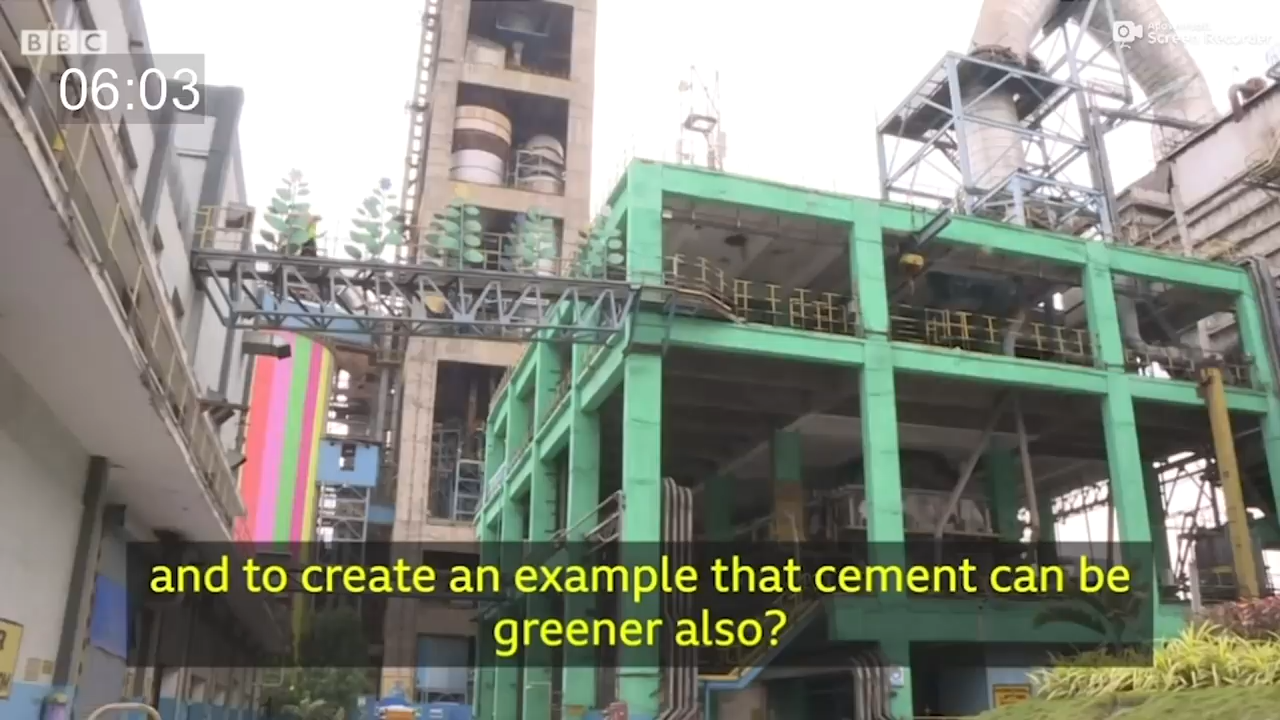 BBC
Screen Recorder
06:03
and to create an example that cement can be
greener also?